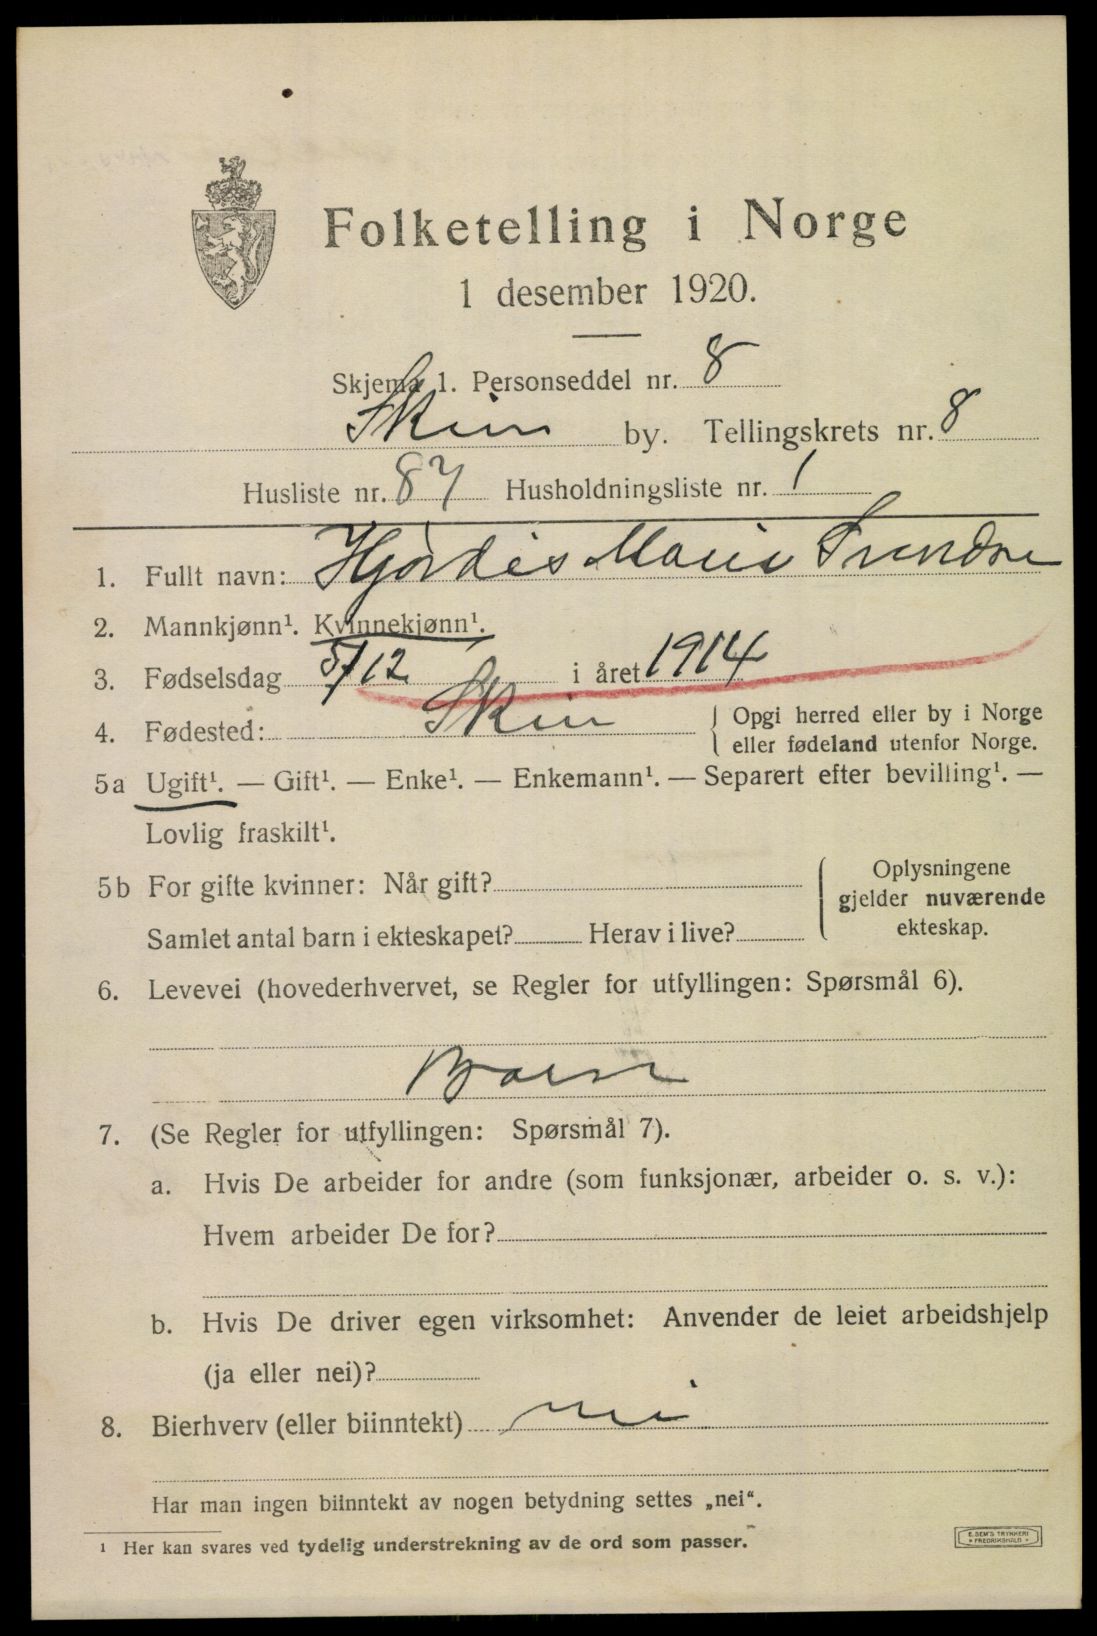 Folketelling i Norge
1 desember 1920.
Skjema 1. Personseddel nr. 8
Skien by. Tellingskrets nr. 8
Husliste nr. 87 Husholdningsliste nr. 1
1. Fullt navn: Hjørdis Marie
2. Mannkjønn¹. Kvinnekjønn¹.
3. Fødselsdag 5/12 i året 1914
4. Fødested: Skien { Opgi herred eller by i Norge
eller fødeland utenfor Norge.
5a Ugift¹. — Gift¹. — Enke¹. — Enkemann¹. — Separert efter bevilling¹. —
Lovlig fraskilt¹.
5b For gifte kvinner: Når gift?
Samlet antal barn i ekteskapet? Herav i live?
Oplysningene
gjelder nuværende
ekteskap.
6. Levevei (hovederhvervet, se Regler for utfyllingen: Spørsmål 6).
Barn
7. (Se Regler for utfyllingen: Spørsmål 7).
a. Hvis De arbeider for andre (som funksjonær, arbeider o. s. v.):
Hvem arbeider De for?
b. Hvis De driver egen virksomhet: Anvender de leiet arbeidshjelp
(ja eller nei)?
8. Bierhverv (eller biinntekt) nei
Har man ingen biinntekt av nogen betydning settes „nei“.
¹ Her kan svares ved tydelig understrekning av de ord som passer.
E. SEM'S TRYKKERI
FREDRIKSHALD